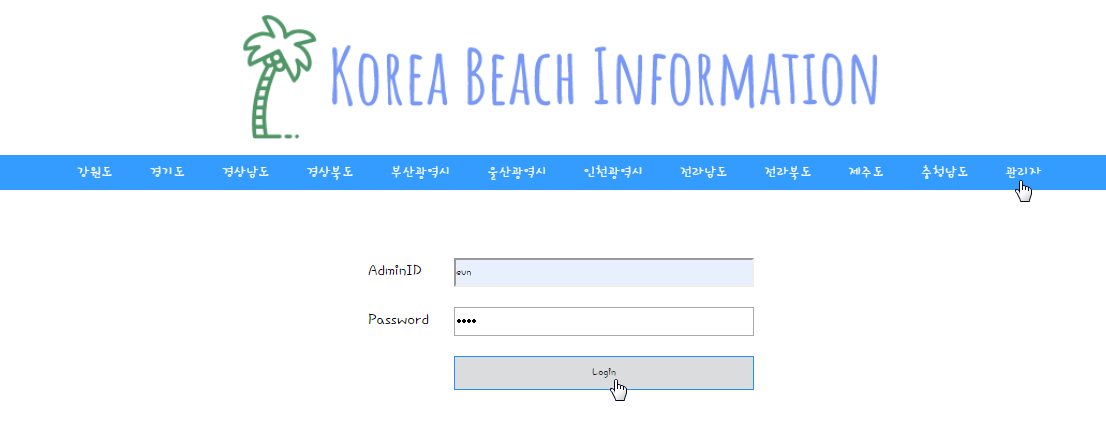 KOREA BEACH INFORMATION
강원도 경기도 경상남도 경상북도 부산광역시 울산광역시 인천광역시 전라남도 전라북도 제주도 충청남도 관리자
AdminID eun
Password ••••
Login